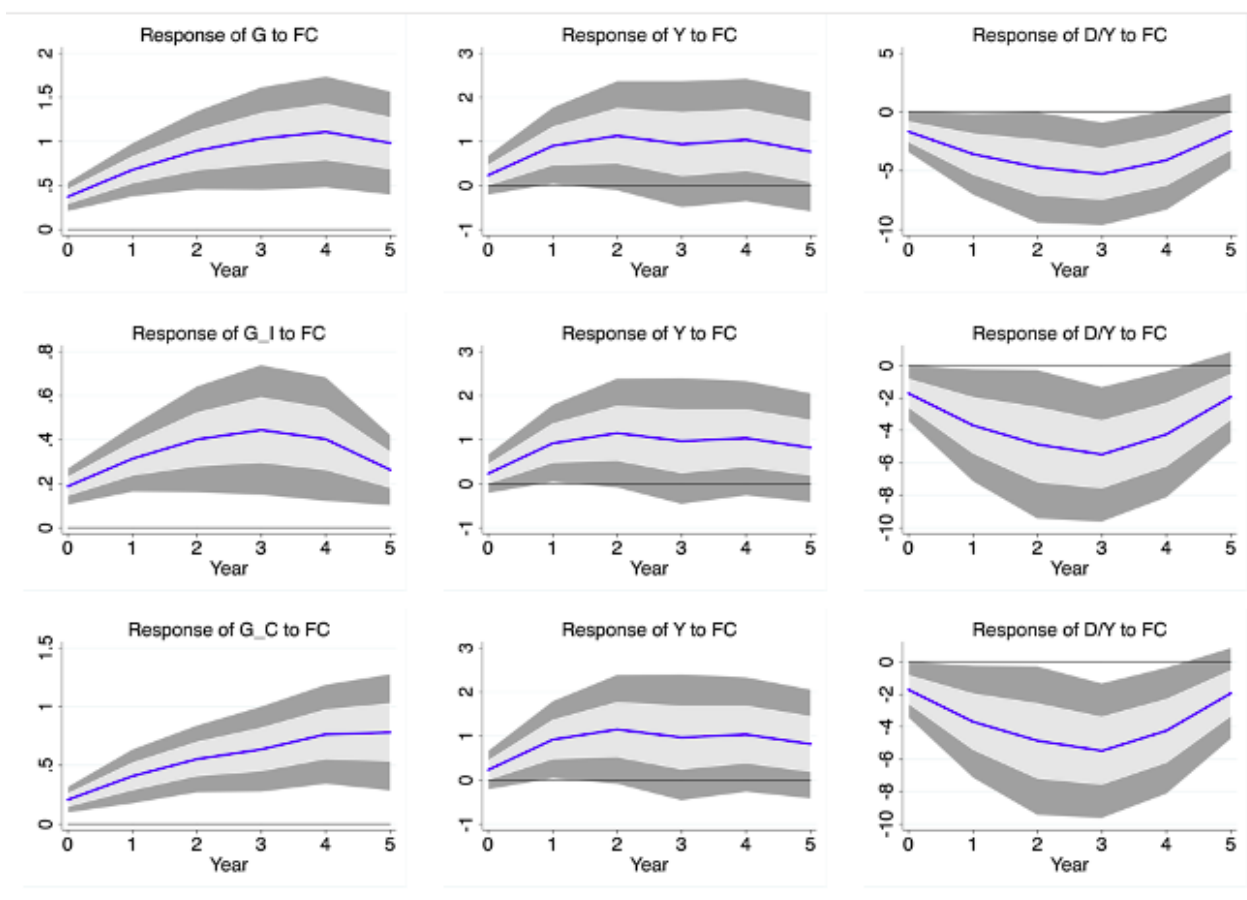 Response of G to FC
2
1.5
1
.5
0
0 1 2 3 4 5
Year
Response of Y to FC
3
2
1
0
-1
0 1 2 3 4 5
Year
Response of D/Y to FC
5
0
-5
-10
0 1 2 3 4 5
Year
Response of G_I to FC
.8
.6
.4
.2
0
0 1 2 3 4 5
Year
Response of Y to FC
3
2
1
0
-1
0 1 2 3 4 5
Year
Response of D/Y to FC
0
-2
-4
-6
-8
-10
0 1 2 3 4 5
Year
Response of G_C to FC
1.5
1
.5
0
0 1 2 3 4 5
Year
Response of Y to FC
3
2
1
0
-1
0 1 2 3 4 5
Year
Response of D/Y to FC
0
-2
-4
-6
-8
-10
0 1 2 3 4 5
Year